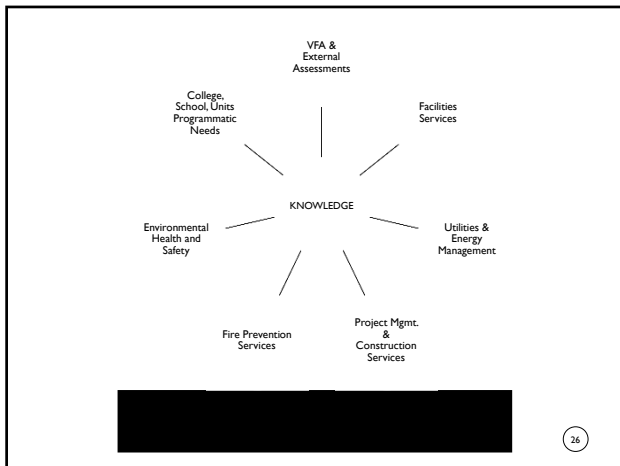 VFA &
External
Assessments
College,
School, Units
Programmatic
Needs
Facilities
Services
KNOWLEDGE
Environmental
Health and
Safety
Utilities &
Energy
Management
Fire Prevention
Services
Project Mgmt.
&
Construction
Services
26